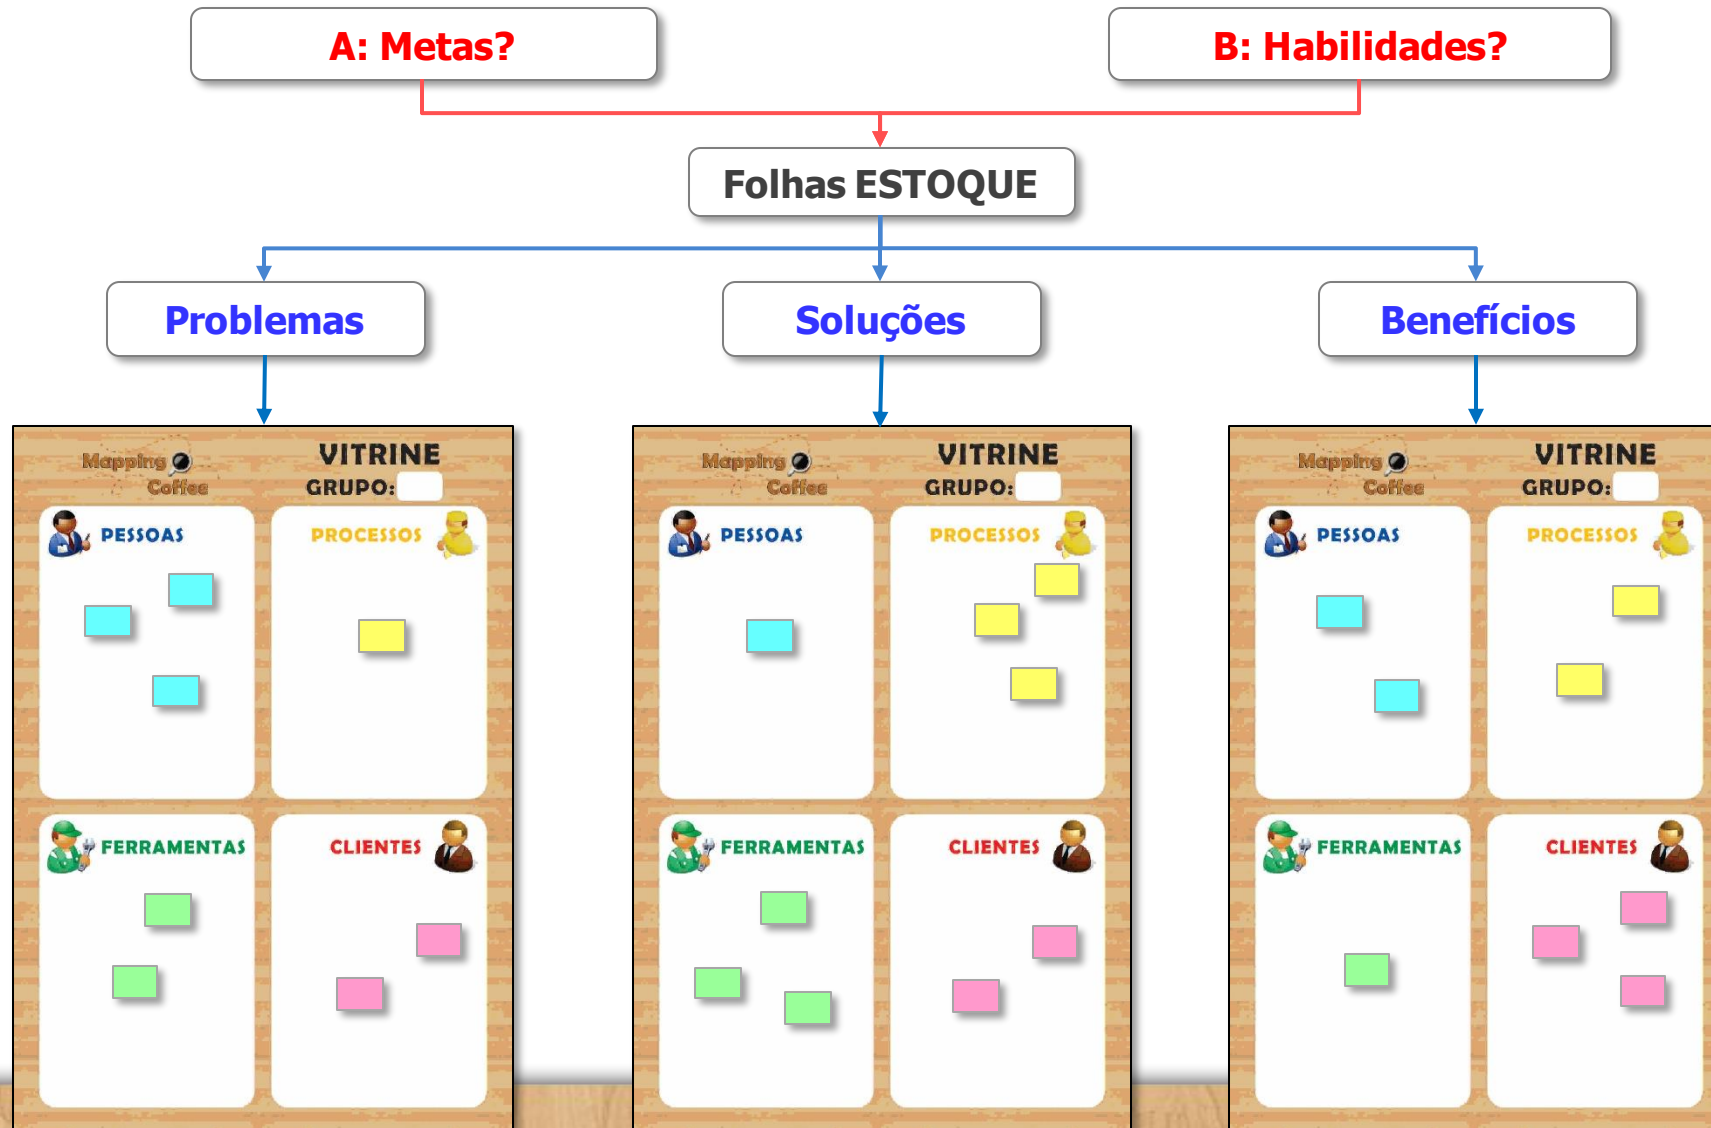 A: Metas?
B: Habilidades?
Folhas ESTOQUE
Problemas
Soluções
Benefícios
Mapping
Coffee
VITRINE
GRUPO:
PESSOAS
PROCESSOS
FERRAMENTAS
CLIENTES
Mapping
Coffee
VITRINE
GRUPO:
PESSOAS
PROCESSOS
FERRAMENTAS
CLIENTES
Mapping
Coffee
VITRINE
GRUPO:
PESSOAS
PROCESSOS
FERRAMENTAS
CLIENTES